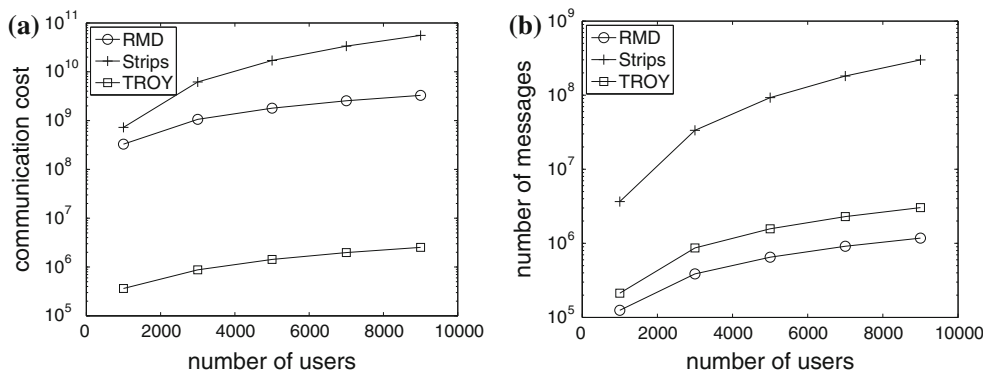 (a)
10^11
10^10
10^9
10^8
10^7
10^6
10^5
communication cost
RMD
Strips
TROY
0 2000 4000 6000 8000 10000
number of users
(b)
10^9
10^8
10^7
10^6
10^5
number of messages
RMD
Strips
TROY
0 2000 4000 6000 8000 10000
number of users